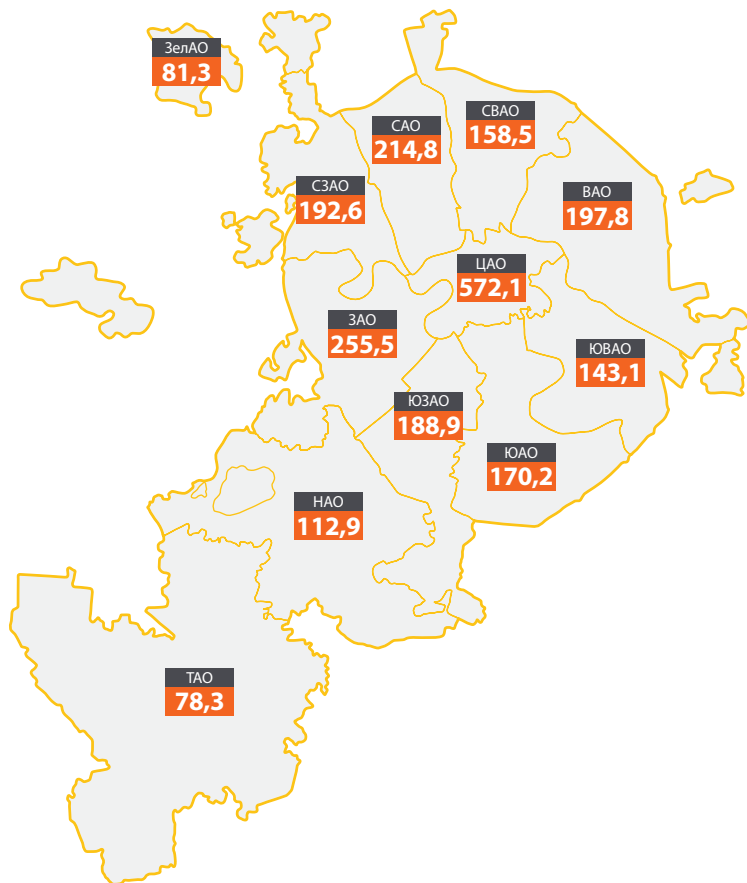 ЗелАО
81,3
САО
214,8
СВАО
158,5
СЗАО
192,6
ВАО
197,8
ЦАО
572,1
ЗАО
255,5
ЮВАО
143,1
ЮЗАО
188,9
ЮАО
170,2
НАО
112,9
ТАО
78,3